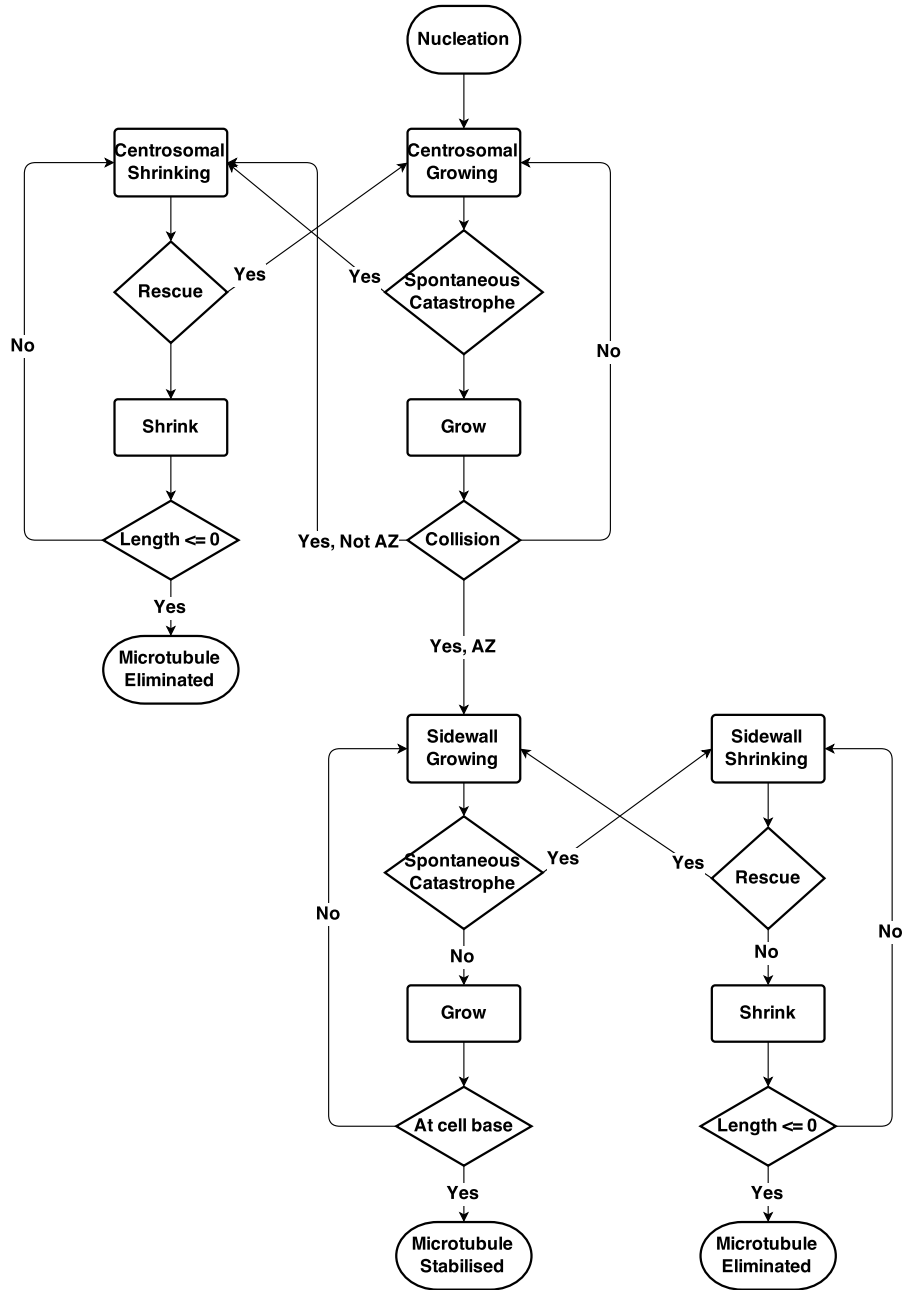 Nucleation
Centrosomal
Shrinking
Centrosomal
Growing
Rescue
Yes
Yes
Spontaneous
Catastrophe
No
No
Shrink
Grow
Length <= 0
Yes, Not AZ
Collision
Yes
Yes, AZ
Microtubule
Eliminated
Sidewall
Growing
Sidewall
Shrinking
Spontaneous
Catastrophe
Yes
Yes
Rescue
No
No
No
No
Grow
Shrink
At cell base
Length <= 0
Yes
Yes
Microtubule
Stabilised
Microtubule
Eliminated